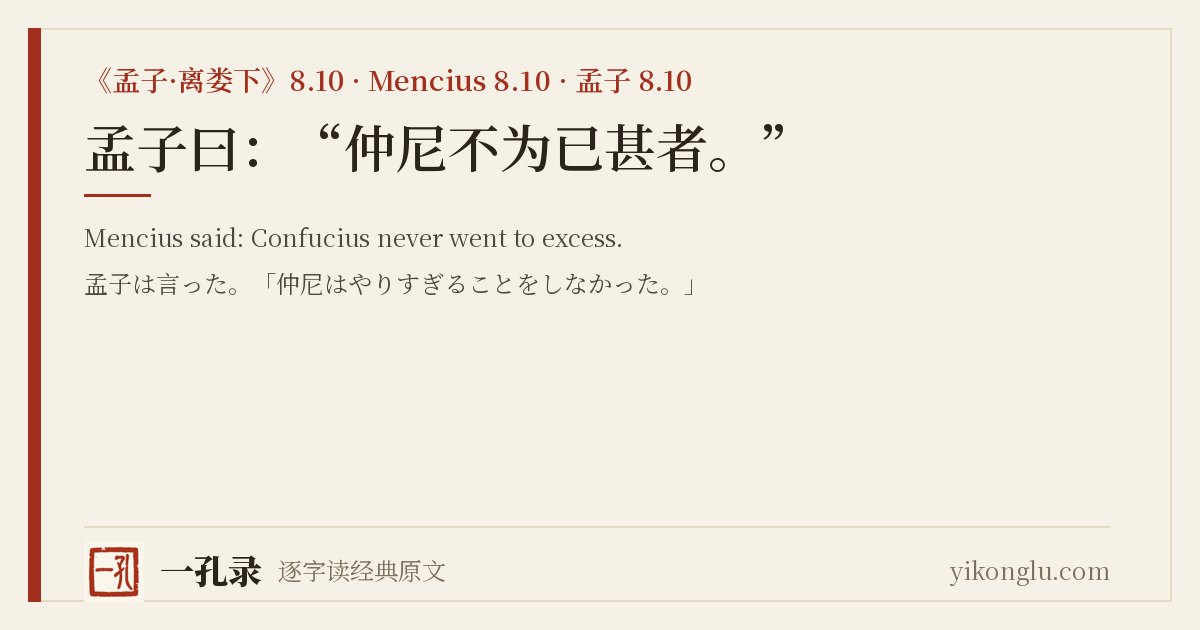 《孟子·离娄下》8.10 · Mencius 8.10 · 孟子 8.10
孟子曰：“仲尼不为已甚者。”
Mencius said: Confucius never went to excess.
孟子は言った。「仲尼はやりすぎることをしなかった。」
一孔
一孔录 逐字读经典原文
yikonglu.com